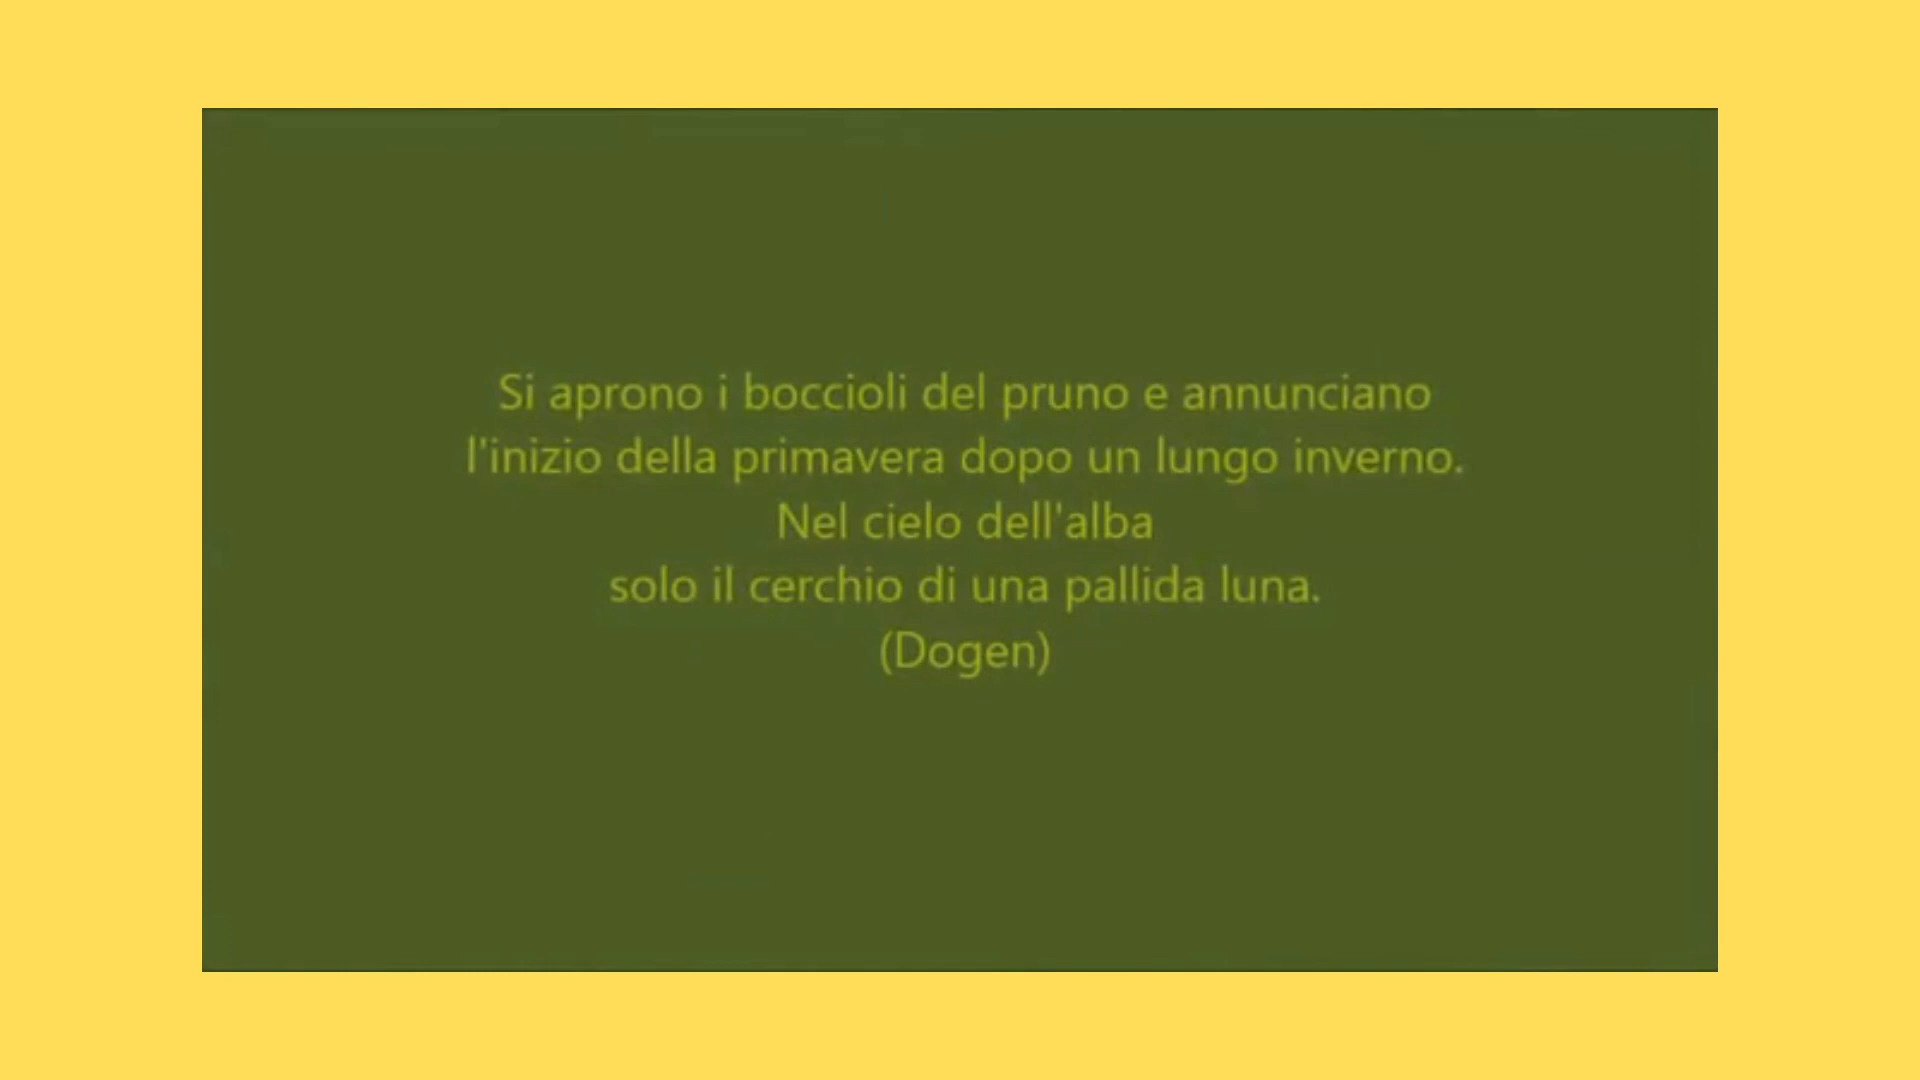 Si aprono i boccioli del pruno e annunciano
l'inizio della primavera dopo un lungo inverno.
Nel cielo dell'alba
solo il cerchio di una pallida luna.
(Dogen)